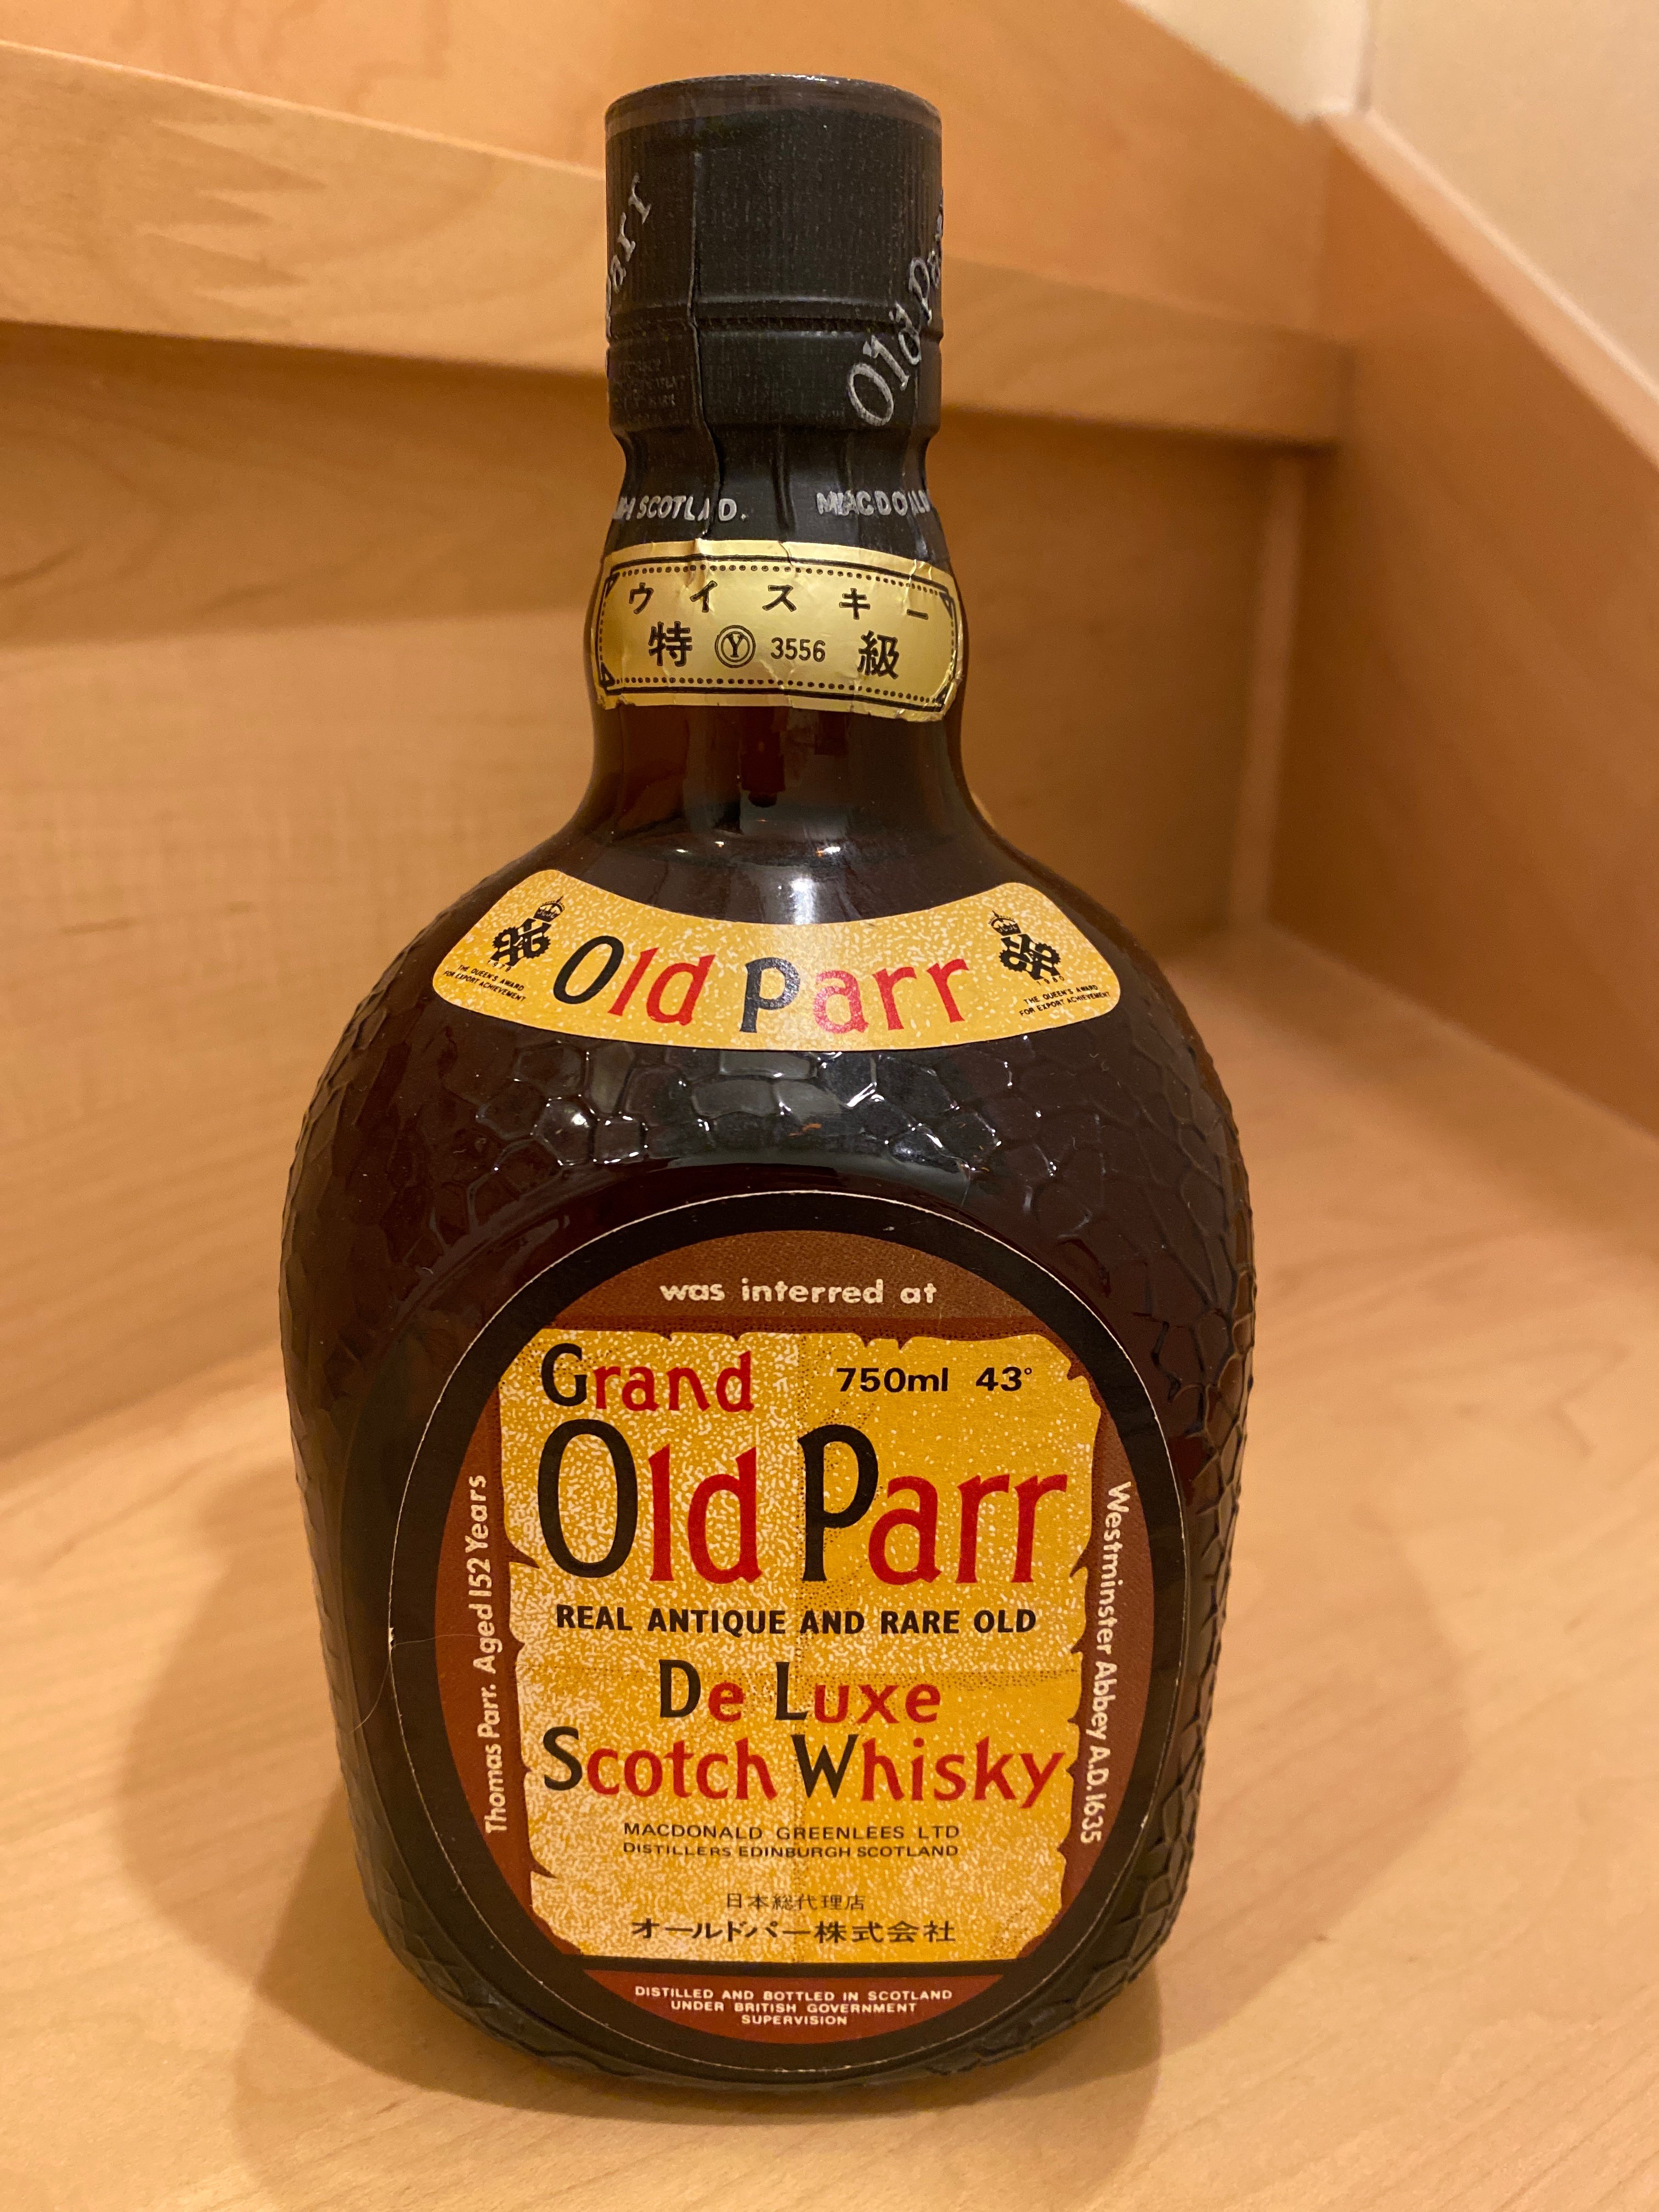 Parr
Old Parr
SCOTLAD.
MACDONALD
ウイスキー
特 Ⓨ 3556 級
Old Parr
THE QUEEN'S AWARD
FOR EXPORT ACHIEVEMENT
THE QUEEN'S AWARD
FOR EXPORT ACHIEVEMENT
was interred at
Grand
750ml 43°
Old Parr
REAL ANTIQUE AND RARE OLD
De Luxe
Scotch Whisky
MACDONALD GREENLEES LTD
DISTILLERS EDINBURGH SCOTLAND
日本総代理店
オールドパー株式会社
Thomas Parr. Aged 152 Years
Westminster Abbey A.D.1635
DISTILLED AND BOTTLED IN SCOTLAND
UNDER BRITISH GOVERNMENT
SUPERVISION